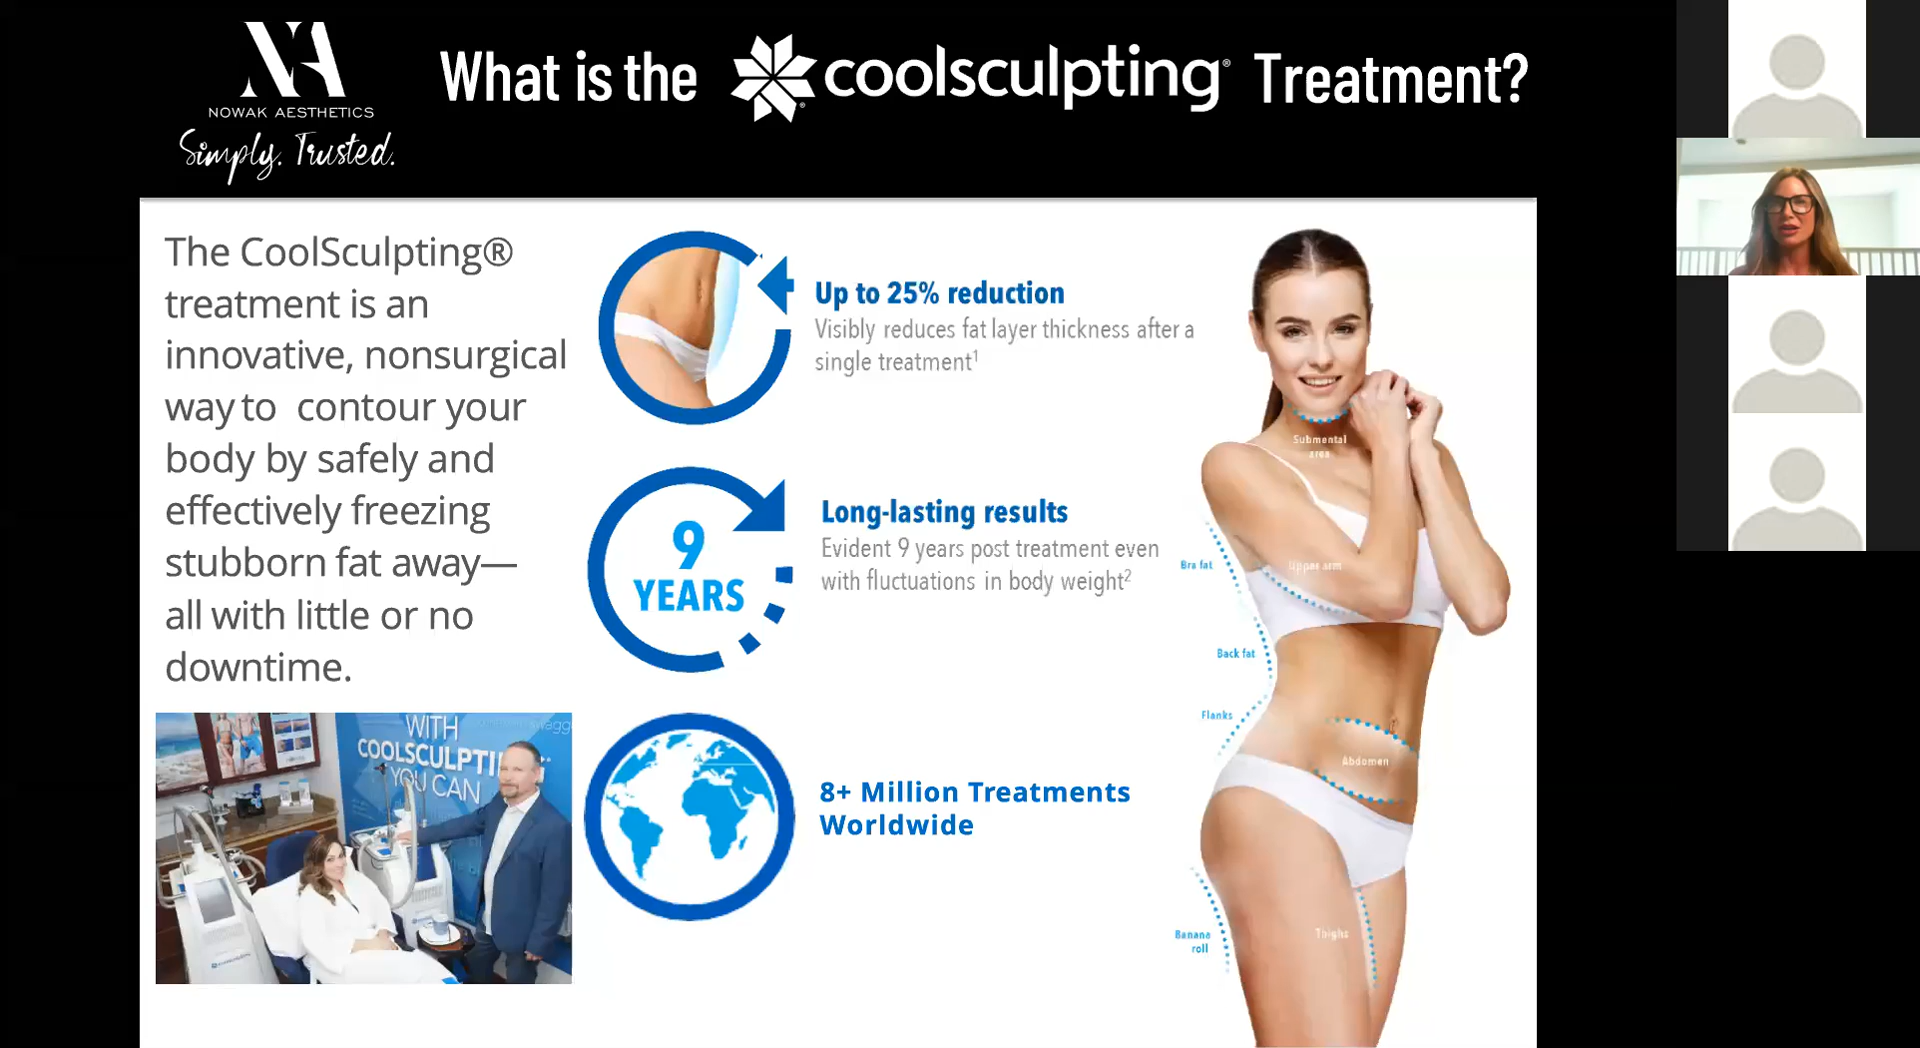 NA
NOWAK AESTHETICS
Simply. Trusted.
What is the coolsculpting® Treatment?
The CoolSculpting®
treatment is an
innovative, nonsurgical
way to contour your
body by safely and
effectively freezing
stubborn fat away—
all with little or no
downtime.
WITH
COOLSCULPTI
YOU CAN
Up to 25% reduction
Visibly reduces fat layer thickness after a
single treatment¹
9
YEARS
Long-lasting results
Evident 9 years post treatment even
with fluctuations in body weight²
8+ Million Treatments
Worldwide
Submental
area
Bra fat
Upper arm
Back fat
Flanks
Abdomen
Banana
roll
Thighs